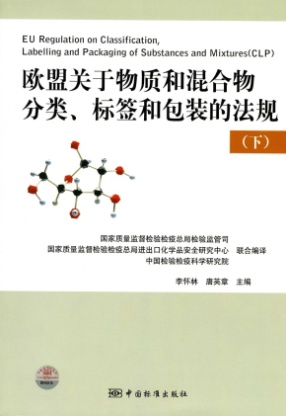 EU Regulation on Classification,
Labelling and Packaging of Substances and Mixtures(CLP)
欧盟关于物质和混合物
分类、标签和包装的法规
（下）
国家质量监督检验检疫总局检验监管司
国家质量监督检验检疫总局进出口化学品安全研究中心 联合编译
中国检验检疫科学研究院
李怀林 唐英章 主编
中国标准出版社